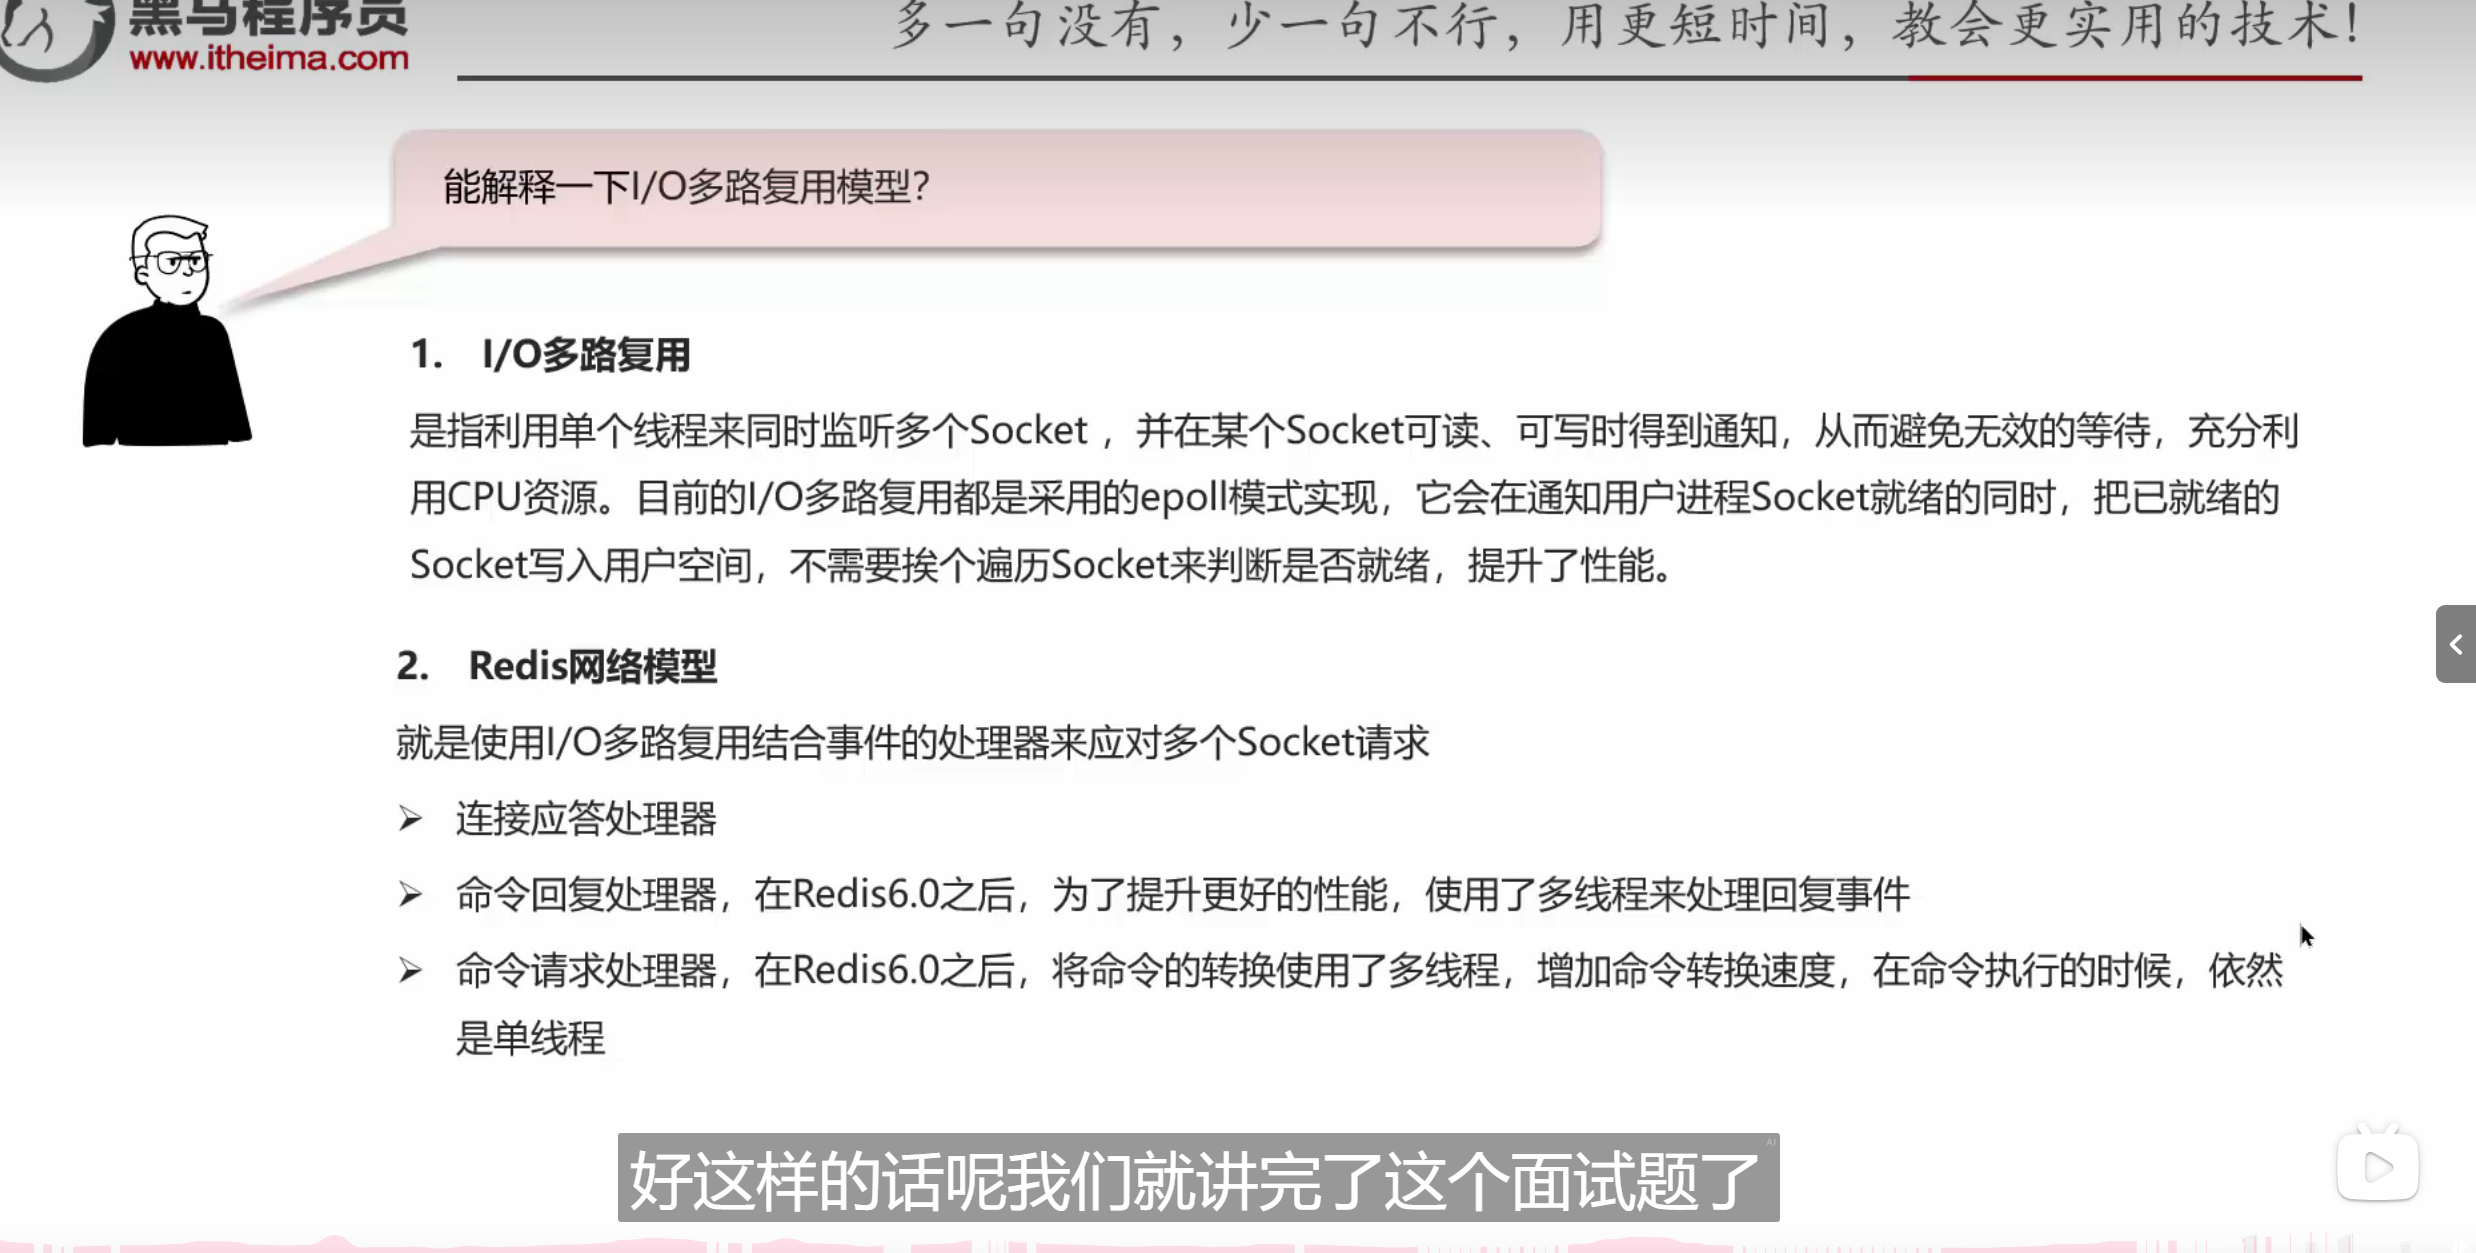 黑马程序员
www.itheima.com
多一句没有，少一句不行，用更短时间，教会更实用的技术！
能解释一下I/O多路复用模型？
1. I/O多路复用
是指利用单个线程来同时监听多个Socket ，并在某个Socket可读、可写时得到通知，从而避免无效的等待，充分利
用CPU资源。目前的I/O多路复用都是采用的epoll模式实现，它会在通知用户进程Socket就绪的同时，把已就绪的
Socket写入用户空间，不需要挨个遍历Socket来判断是否就绪，提升了性能。
2. Redis网络模型
就是使用I/O多路复用结合事件的处理器来应对多个Socket请求
➢ 连接应答处理器
➢ 命令回复处理器，在Redis6.0之后，为了提升更好的性能，使用了多线程来处理回复事件
➢ 命令请求处理器，在Redis6.0之后，将命令的转换使用了多线程，增加命令转换速度，在命令执行的时候，依然
是单线程
AI
好这样的话呢我们就讲完了这个面试题了